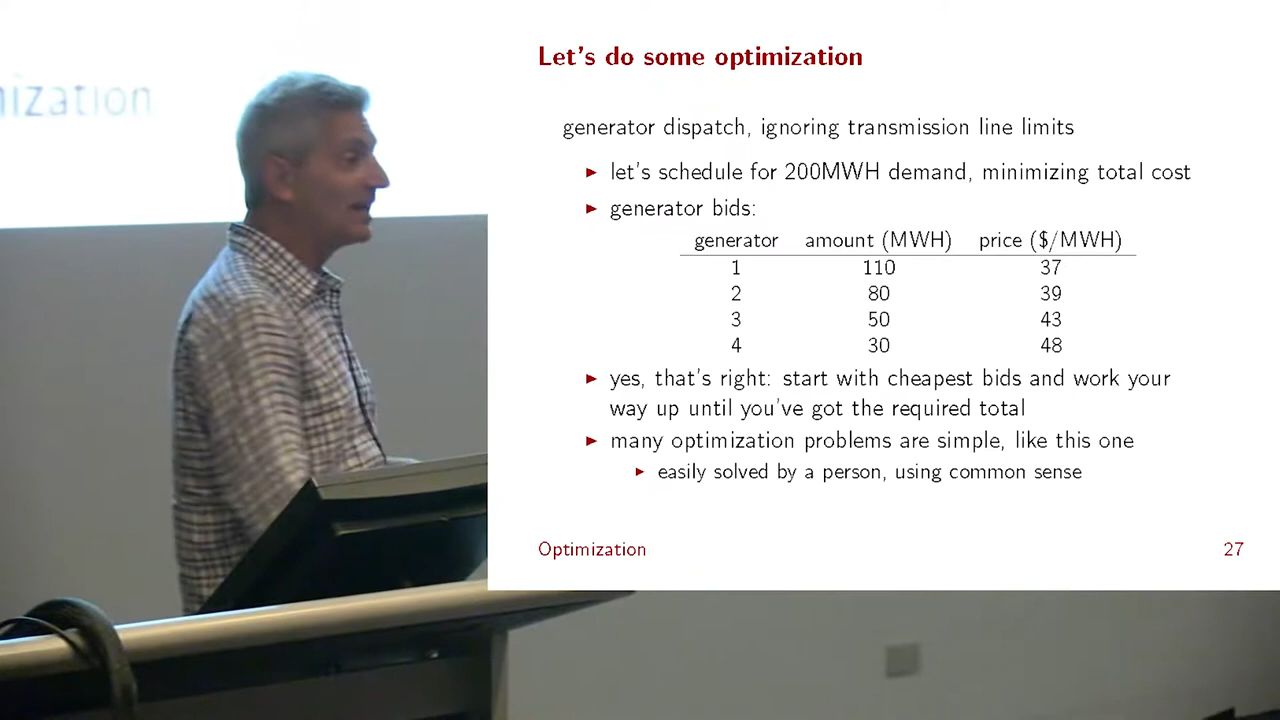 Let's do some optimization
generator dispatch, ignoring transmission line limits
▶ let's schedule for 200MWH demand, minimizing total cost
▶ generator bids:
generator amount (MWH) price ($/MWH)
1 110 37
2 80 39
3 50 43
4 30 48
▶ yes, that's right: start with cheapest bids and work your
way up until you've got the required total
▶ many optimization problems are simple, like this one
▶ easily solved by a person, using common sense
Optimization 27